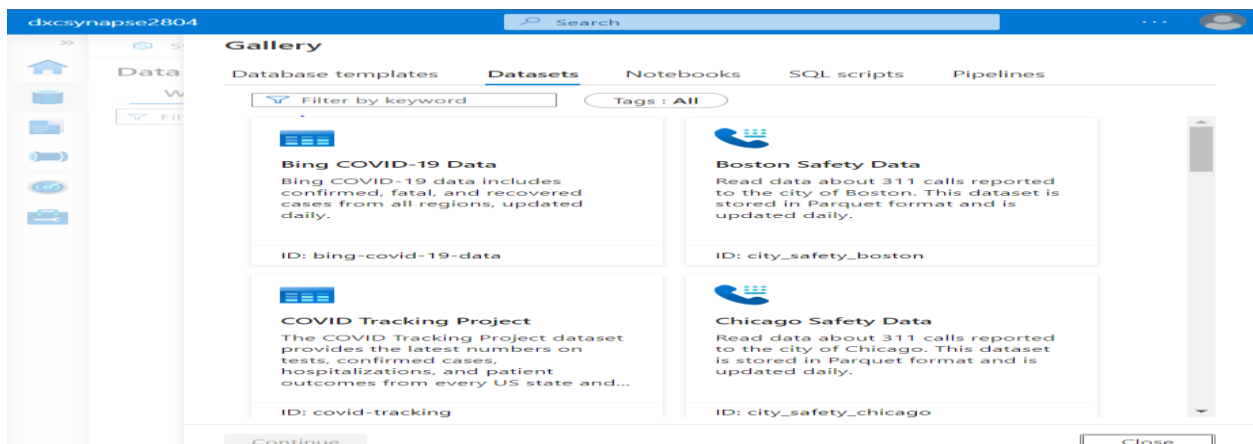 dxcsynapse2804
Search
...
>>
Gallery
Data
Database templates
Datasets
Notebooks
SQL scripts
Pipelines
W
Filter by keyword
Tags : All
Fil
Bing COVID-19 Data
Bing COVID-19 data includes
confirmed, fatal, and recovered
cases from all regions, updated
daily.
ID: bing-covid-19-data
Boston Safety Data
Read data about 311 calls reported
to the city of Boston. This dataset is
stored in Parquet format and is
updated daily.
ID: city_safety_boston
COVID Tracking Project
The COVID Tracking Project dataset
provides the latest numbers on
tests, confirmed cases,
hospitalizations, and patient
outcomes from every US state and...
ID: covid-tracking
Chicago Safety Data
Read data about 311 calls reported
to the city of Chicago. This dataset
is stored in Parquet format and is
updated daily.
ID: city_safety_chicago
Continue
Close